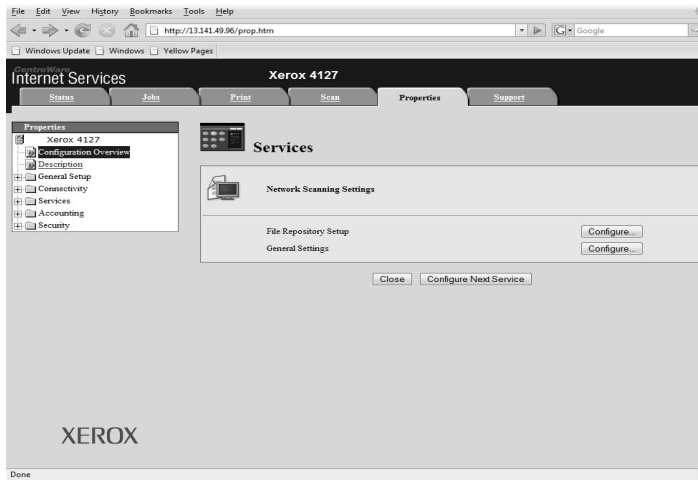 File Edit View History Bookmarks Tools Help
http://13.141.49.96/prop.htm
Google
Windows Update Windows Yellow Pages
CentreWare
Internet Services Xerox 4127
Status Jobs Print Scan Properties Support
Properties
Xerox 4127
Configuration Overview
Description
General Setup
Connectivity
Services
Accounting
Security
Services
Network Scanning Settings
File Repository Setup Configure...
General Settings Configure...
Close Configure Next Service
XEROX
Done